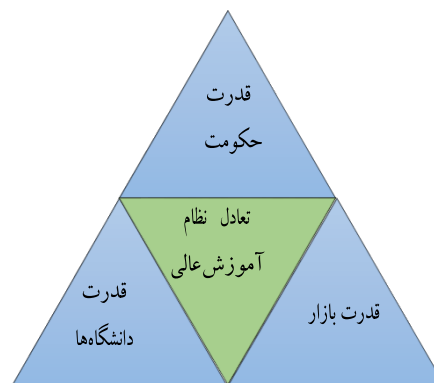 قدرت
حکومت
تعادل نظام
آموزش‌عالی
قدرت
دانشگاه‌ها
قدرت بازار